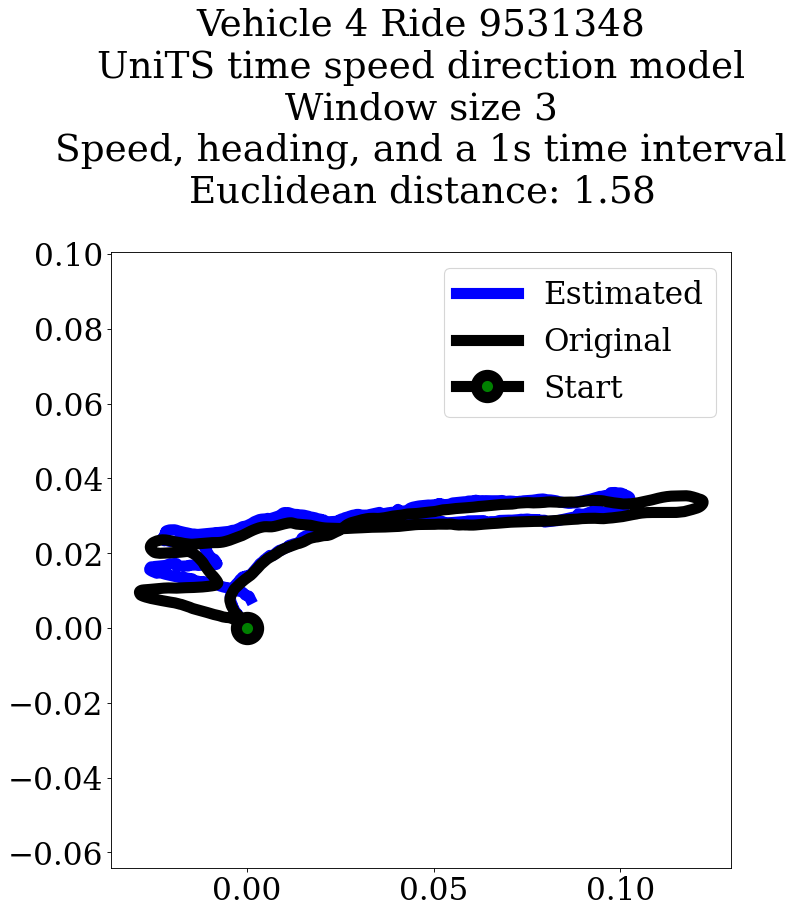 Vehicle 4 Ride 9531348
UniTS time speed direction model
Window size 3
Speed, heading, and a 1s time interval
Euclidean distance: 1.58
Estimated
Original
Start
0.10
0.08
0.06
0.04
0.02
0.00
−0.02
−0.04
−0.06
0.00 0.05 0.10